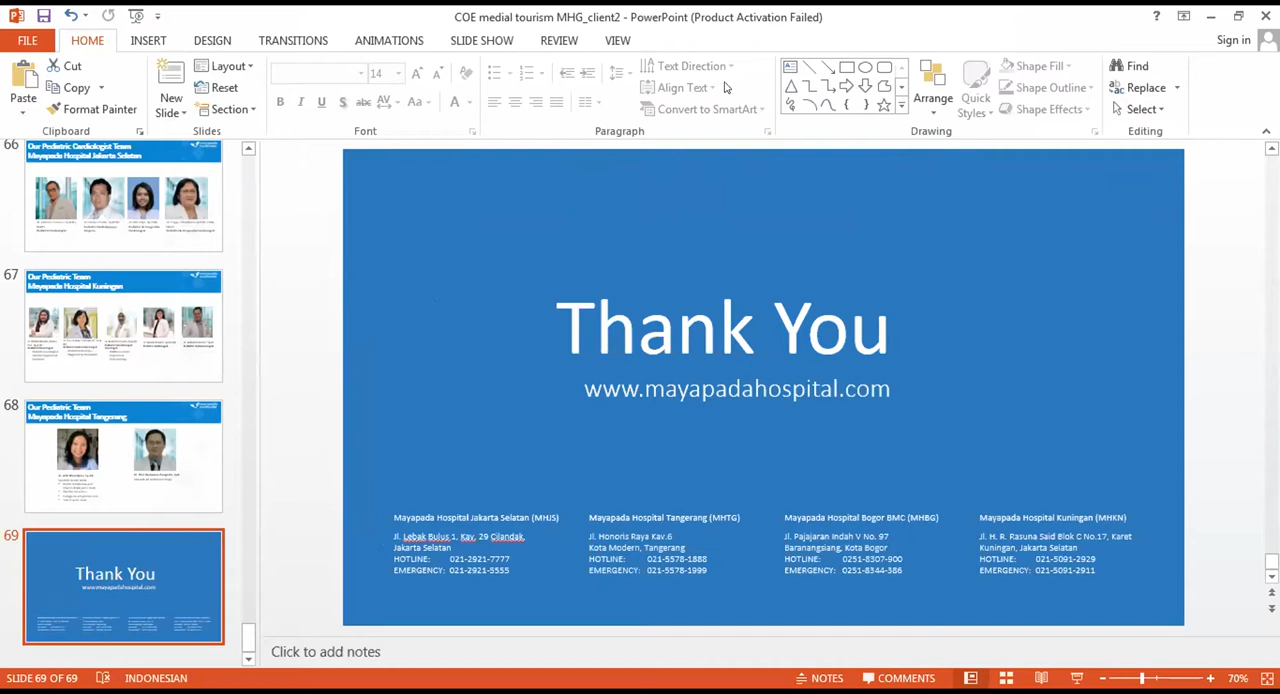 COE medial tourism MHG_client2 - PowerPoint (Product Activation Failed)
FILE HOME INSERT DESIGN TRANSITIONS ANIMATIONS SLIDE SHOW REVIEW VIEW Sign in
Paste
Cut
Copy
Format Painter
Clipboard
New Slide
Layout
Reset
Section
Slides
14
B I U S abc AV Aa A
Font
Text Direction
Align Text
Convert to SmartArt
Paragraph
Arrange
Quick Styles
Shape Fill
Shape Outline
Shape Effects
Drawing
Find
Replace
Select
Editing
66
Our Pediatric Cardiologist Team
Mayapada Hospital Jakarta Selatan
67
Our Pediatric Team
Mayapada Hospital Kuningan
68
Our Pediatric Team
Mayapada Hospital Tangerang
69
Thank You
www.mayapadahospital.com
Thank You
www.mayapadahospital.com
Mayapada Hospital Jakarta Selatan (MHJS)
Jl. Lebak Bulus 1, Kav. 29 Cilandak,
Jakarta Selatan
HOTLINE: 021-2921-7777
EMERGENCY: 021-2921-5555
Mayapada Hospital Tangerang (MHTG)
Jl. Honoris Raya Kav.6
Kota Modern, Tangerang
HOTLINE: 021-5578-1888
EMERGENCY: 021-5578-1999
Mayapada Hospital Bogor BMC (MHBG)
Jl. Pajajaran Indah V No. 97
Baranangsiang, Kota Bogor
HOTLINE: 0251-8307-900
EMERGENCY: 0251-8344-386
Mayapada Hospital Kuningan (MHKN)
Jl. H. R. Rasuna Said Blok C No.17, Karet
Kuningan, Jakarta Selatan
HOTLINE: 021-5091-2929
EMERGENCY: 021-5091-2911
Click to add notes
SLIDE 69 OF 69 INDONESIAN NOTES COMMENTS 70%